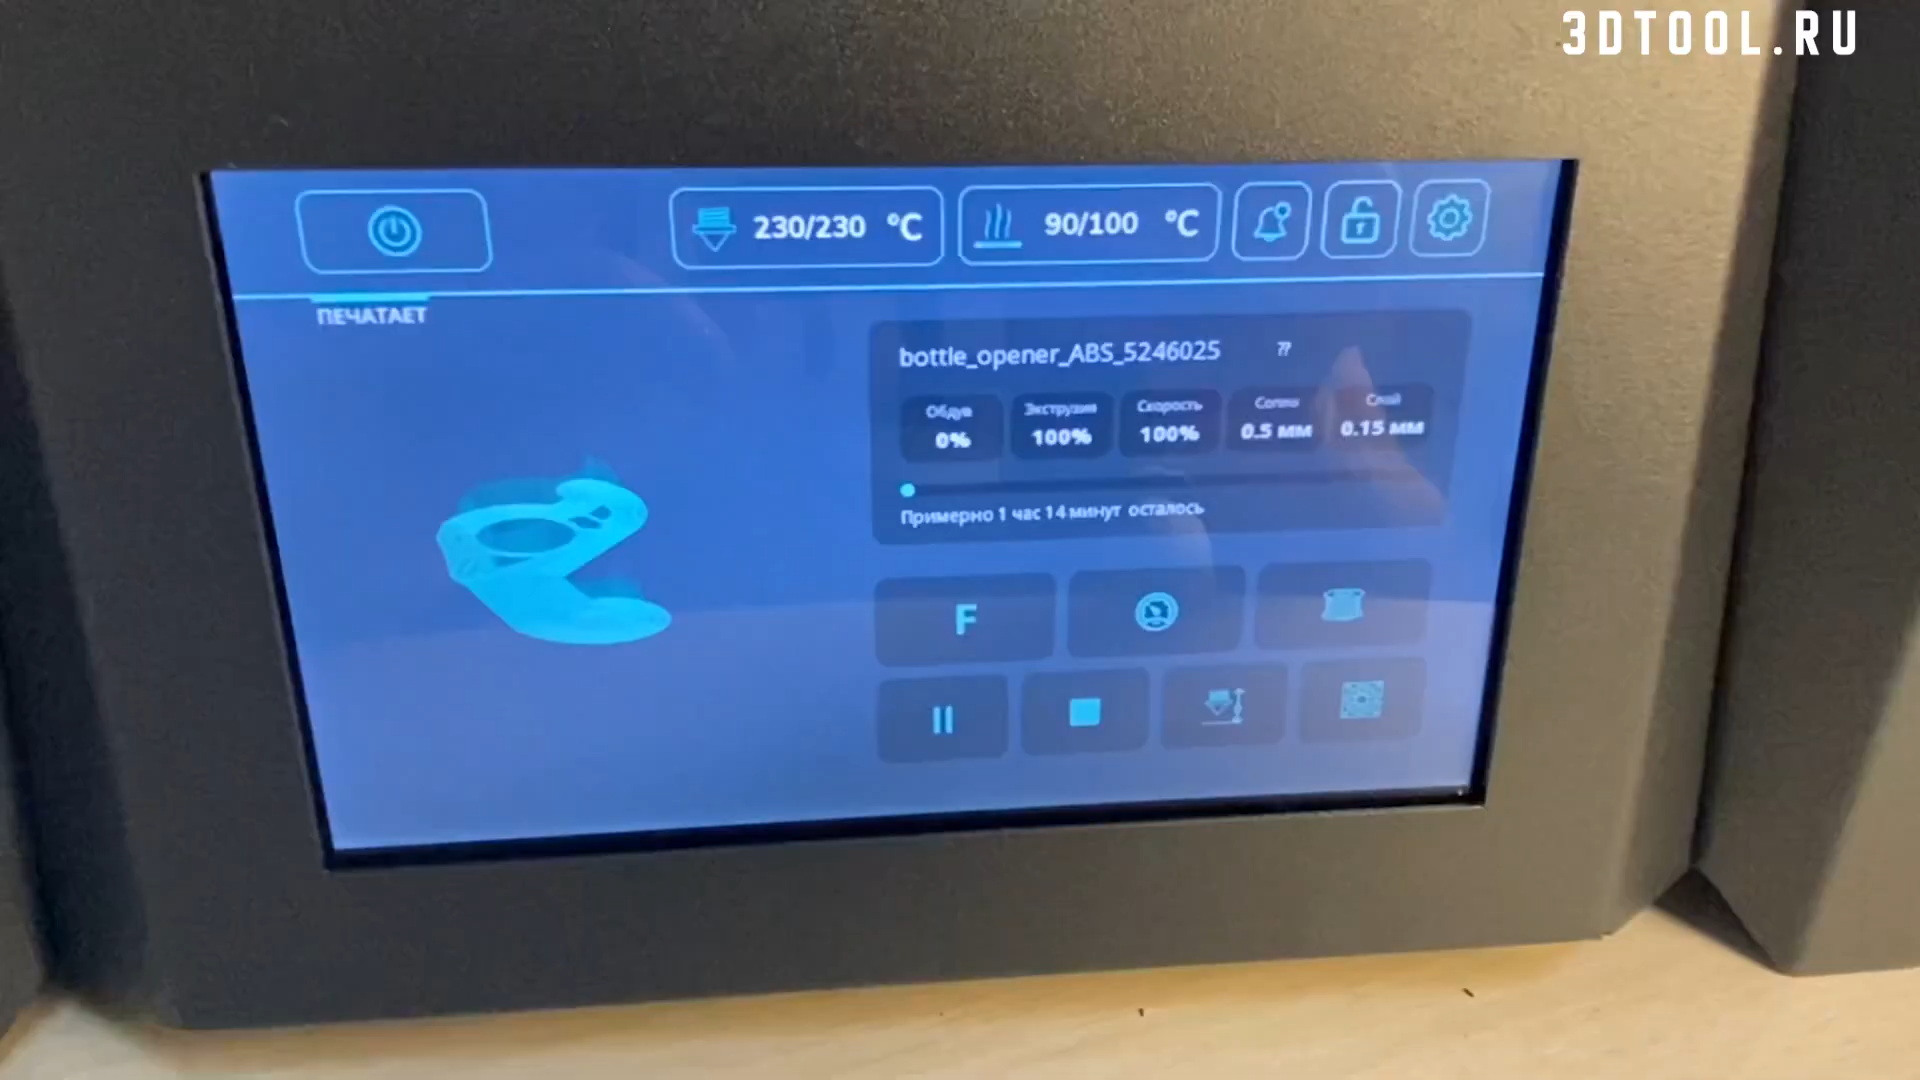 3DTOOL.RU
230/230 °C
90/100 °C
ПЕЧАТАЕТ
bottle_opener_ABS_5246025 ??
Обдув Экструзия Скорость Сопло Слой
0% 100% 100% 0.5 мм 0.15 мм
Примерно 1 час 14 минут осталось
F